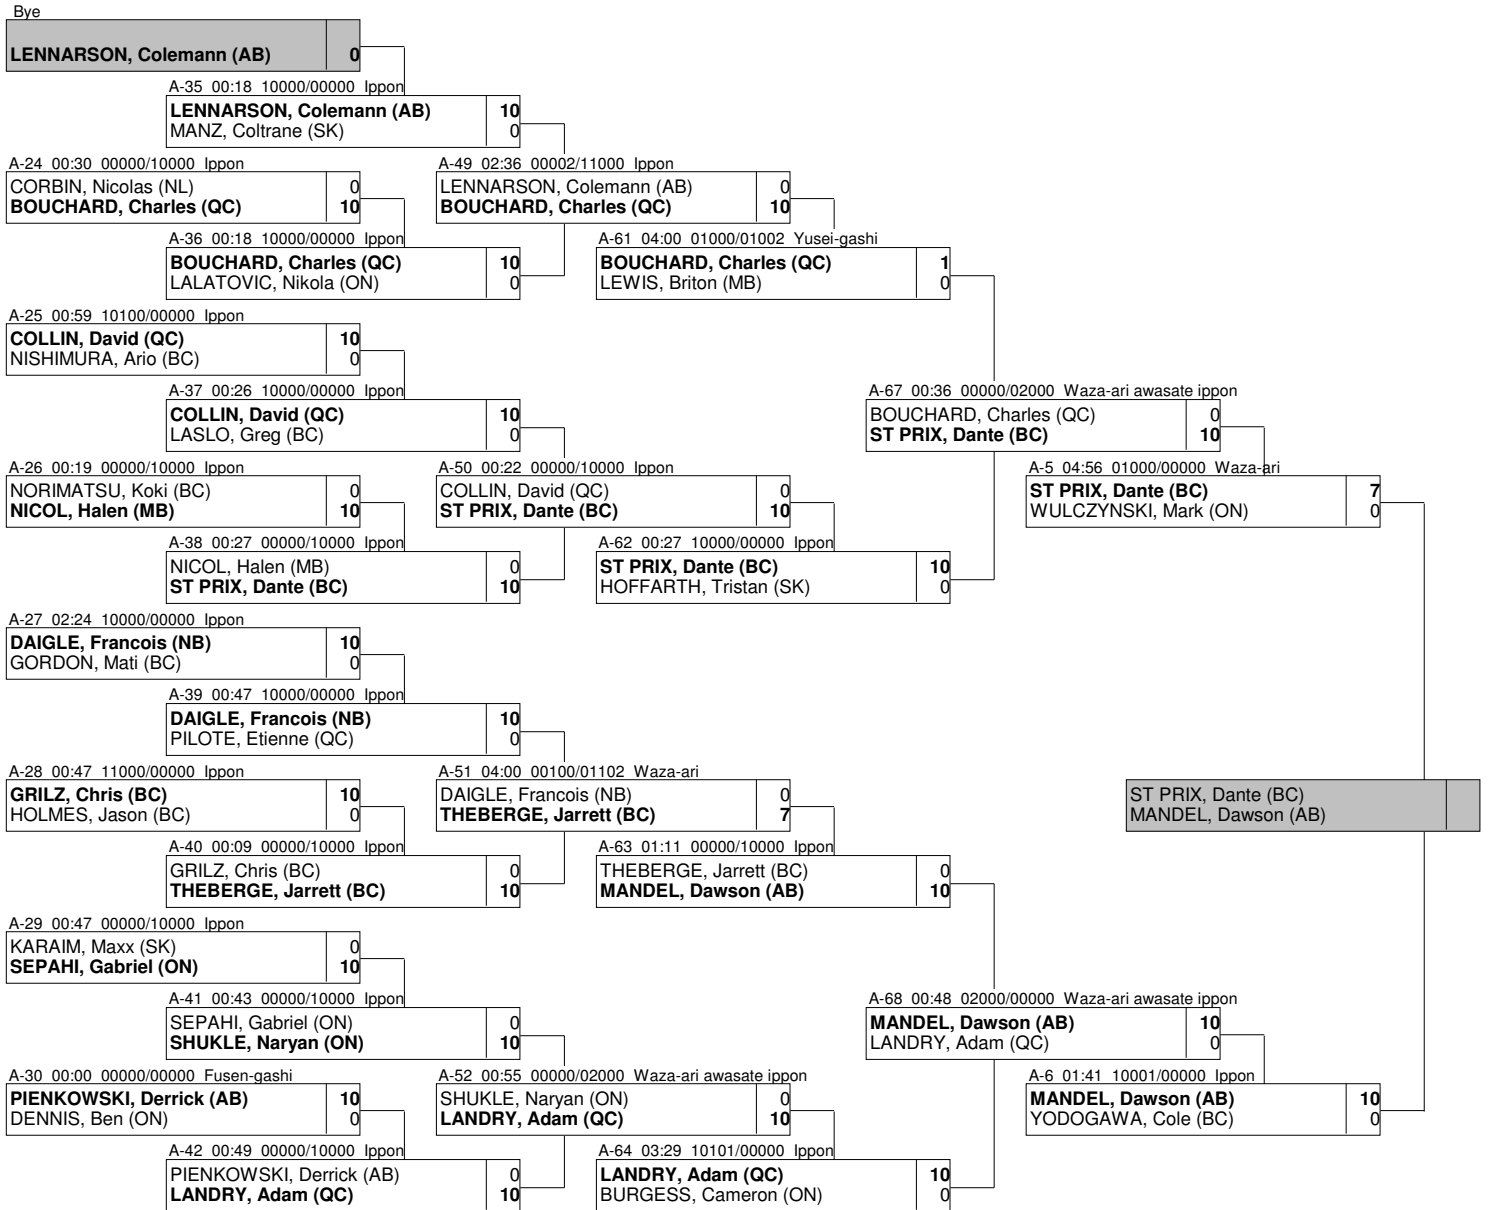 Bye
LENNARSON, Colemann (AB) 0
A-35 00:18 10000/00000 Ippon
LENNARSON, Colemann (AB) 10
MANZ, Coltrane (SK) 0
A-24 00:30 00000/10000 Ippon
CORBIN, Nicolas (NL) 0
BOUCHARD, Charles (QC) 10
A-49 02:36 00002/11000 Ippon
LENNARSON, Colemann (AB) 0
BOUCHARD, Charles (QC) 10
A-36 00:18 10000/00000 Ippon
BOUCHARD, Charles (QC) 10
LALATOVIC, Nikola (ON) 0
A-61 04:00 01000/01002 Yusei-gashi
BOUCHARD, Charles (QC) 1
LEWIS, Briton (MB) 0
A-25 00:59 10100/00000 Ippon
COLLIN, David (QC) 10
NISHIMURA, Ario (BC) 0
A-37 00:26 10000/00000 Ippon
COLLIN, David (QC) 10
LASLO, Greg (BC) 0
A-67 00:36 00000/02000 Waza-ari awasate ippon
BOUCHARD, Charles (QC) 0
ST PRIX, Dante (BC) 10
A-26 00:19 00000/10000 Ippon
NORIMATSU, Koki (BC) 0
NICOL, Halen (MB) 10
A-50 00:22 00000/10000 Ippon
COLLIN, David (QC) 0
ST PRIX, Dante (BC) 10
A-5 04:56 01000/00000 Waza-ari
ST PRIX, Dante (BC) 7
WULCZYNSKI, Mark (ON) 0
A-38 00:27 00000/10000 Ippon
NICOL, Halen (MB) 0
ST PRIX, Dante (BC) 10
A-62 00:27 10000/00000 Ippon
ST PRIX, Dante (BC) 10
HOFFARTH, Tristan (SK) 0
A-27 02:24 10000/00000 Ippon
DAIGLE, Francois (NB) 10
GORDON, Mati (BC) 0
A-39 00:47 10000/00000 Ippon
DAIGLE, Francois (NB) 10
PILOTE, Etienne (QC) 0
A-28 00:47 11000/00000 Ippon
GRILZ, Chris (BC) 10
HOLMES, Jason (BC) 0
A-51 04:00 00100/01102 Waza-ari
DAIGLE, Francois (NB) 0
THEBERGE, Jarrett (BC) 7
ST PRIX, Dante (BC)
MANDEL, Dawson (AB)
A-40 00:09 00000/10000 Ippon
GRILZ, Chris (BC) 0
THEBERGE, Jarrett (BC) 10
A-63 01:11 00000/10000 Ippon
THEBERGE, Jarrett (BC) 0
MANDEL, Dawson (AB) 10
A-29 00:47 00000/10000 Ippon
KARAIM, Maxx (SK) 0
SEPAHI, Gabriel (ON) 10
A-41 00:43 00000/10000 Ippon
SEPAHI, Gabriel (ON) 0
SHUKLE, Naryan (ON) 10
A-68 00:48 02000/00000 Waza-ari awasate ippon
MANDEL, Dawson (AB) 10
LANDRY, Adam (QC) 0
A-30 00:00 00000/00000 Fusen-gashi
PIENKOWSKI, Derrick (AB) 10
DENNIS, Ben (ON) 0
A-52 00:55 00000/02000 Waza-ari awasate ippon
SHUKLE, Naryan (ON) 0
LANDRY, Adam (QC) 10
A-6 01:41 10001/00000 Ippon
MANDEL, Dawson (AB) 10
YODOGAWA, Cole (BC) 0
A-42 00:49 00000/10000 Ippon
PIENKOWSKI, Derrick (AB) 0
LANDRY, Adam (QC) 10
A-64 03:29 10101/00000 Ippon
LANDRY, Adam (QC) 10
BURGESS, Cameron (ON) 0